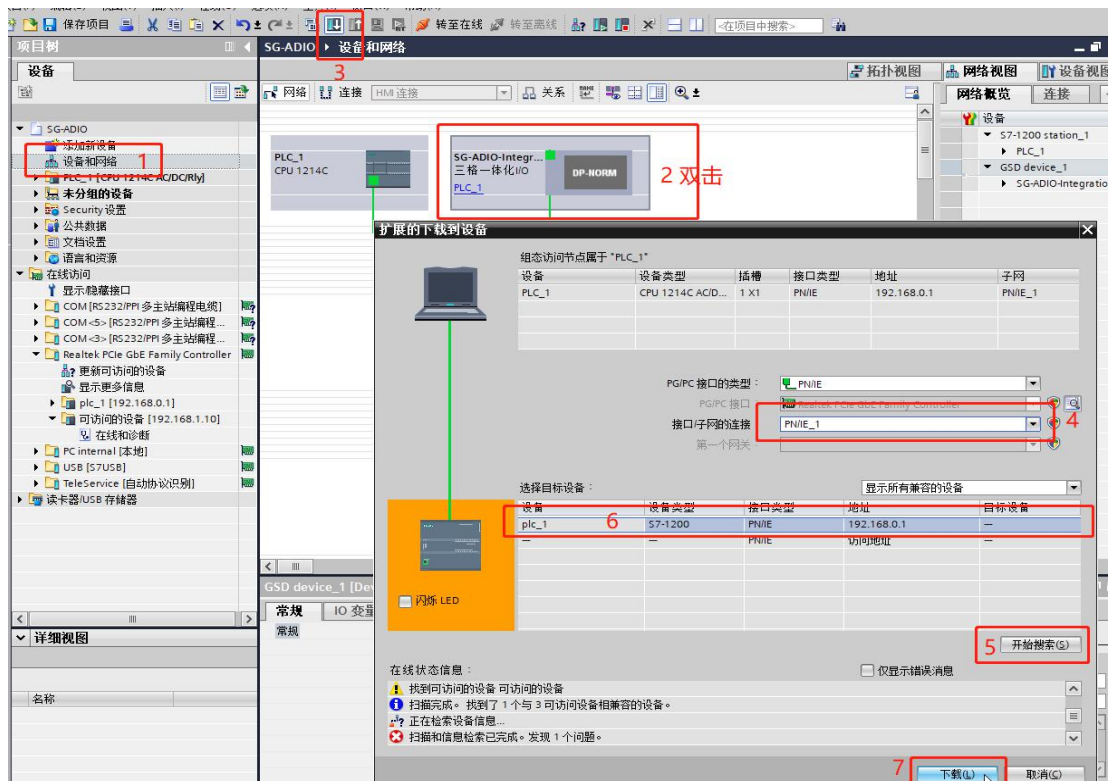 保存项目
转至在线
转至离线
<在项目中搜索>
项目树
SG-ADIO
设备和网络
设备
3
拓扑视图
网络视图
设备视图
网络
连接
HMI 连接
关系
网络概览
连接
SG-ADIO
添加新设备
设备和网络
1
PLC_1 [CPU 1214C AC/DC/Rly]
未分组的设备
Security 设置
公共数据
文档设置
语言和资源
在线访问
显示/隐藏接口
COM [RS232/PPI 多主站编程电缆]
COM <5> [RS232/PPI 多主站编程...
COM <3> [RS232/PPI 多主站编程...
Realtek PCIe GbE Family Controller
更新可访问的设备
显示更多信息
plc_1 [192.168.0.1]
可访问的设备 [192.168.1.10]
在线和诊断
PC internal [本地]
USB [S7USB]
TeleService [自动协议识别]
读卡器/USB 存储器
详细视图
名称
PLC_1
CPU 1214C
SG-ADIO-Integr...
三格一体化I/O
PLC_1
DP-NORM
2 双击
设备
S7-1200 station_1
PLC_1
GSD device_1
SG-ADIO-Integratio
GSD device_1 [De
常规
IO 变量
常规
扩展的下载到设备
组态访问节点属于 "PLC_1"
设备 设备类型 插槽 接口类型 地址 子网
PLC_1 CPU 1214C AC/D... 1 X1 PN/IE 192.168.0.1 PN/IE_1
PG/PC 接口的类型：
PN/IE
PG/PC 接口：
Realtek PCIe GbE Family Controller
接口/子网的连接
PN/IE_1
4
第一个网关：
选择目标设备：
显示所有兼容的设备
设备 设备类型 接口类型 地址 目标设备
plc_1 6 S7-1200 PN/IE 192.168.0.1 —
— — PN/IE 访问地址 —
闪烁 LED
5
开始搜索(S)
在线状态信息：
仅显示错误消息
找到可访问的设备 可访问的设备
扫描完成。找到了 1 个与 3 可访问设备相兼容的设备。
正在检索设备信息...
扫描和信息检索已完成。发现 1 个问题。
7
下载(L)
取消(C)